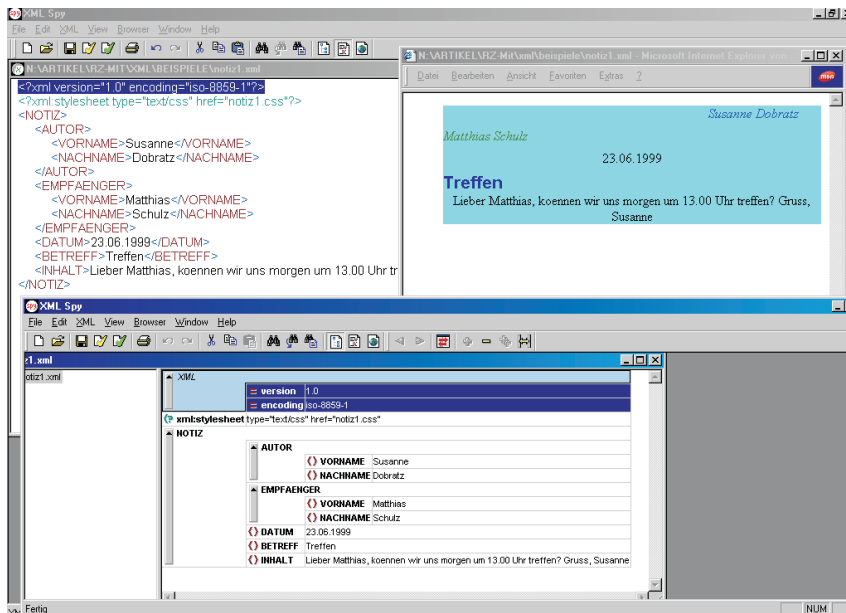 XML Spy
File Edit XML View Browser Window Help
N:\ARTIKEL\RZ-MIT\XML\BEISPIELE\notiz1.xml
<?xml version="1.0" encoding="iso-8859-1"?>
<?xml:stylesheet type="text/css" href="notiz1.css"?>
<NOTIZ>
<AUTOR>
<VORNAME>Susanne</VORNAME>
<NACHNAME>Dobratz</NACHNAME>
</AUTOR>
<EMPFAENGER>
<VORNAME>Matthias</VORNAME>
<NACHNAME>Schulz</NACHNAME>
</EMPFAENGER>
<DATUM>23.06.1999</DATUM>
<BETREFF>Treffen</BETREFF>
<INHALT>Lieber Matthias, koennen wir uns morgen um 13.00 Uhr tr
</NOTIZ>
N:\ARTIKEL\RZ-Mit\xml\beispiele\notiz1.xml - Microsoft Internet Explorer von
Datei Bearbeiten Ansicht Favoriten Extras ?
msn
Susanne Dobratz
Matthias Schulz
23.06.1999
Treffen
Lieber Matthias, koennen wir uns morgen um 13.00 Uhr treffen? Gruss,
Susanne
spy XML Spy
File Edit XML View Browser Window Help
z1.xml
otiz1.xml
XML
= version 1.0
= encoding iso-8859-1
xml:stylesheet type="text/css" href="notiz1.css"
NOTIZ
AUTOR
() VORNAME Susanne
() NACHNAME Dobratz
EMPFAENGER
() VORNAME Matthias
() NACHNAME Schulz
() DATUM 23.06.1999
() BETREFF Treffen
() INHALT Lieber Matthias, koennen wir uns morgen um 13.00 Uhr treffen? Gruss, Susanne
Fertig
NUM